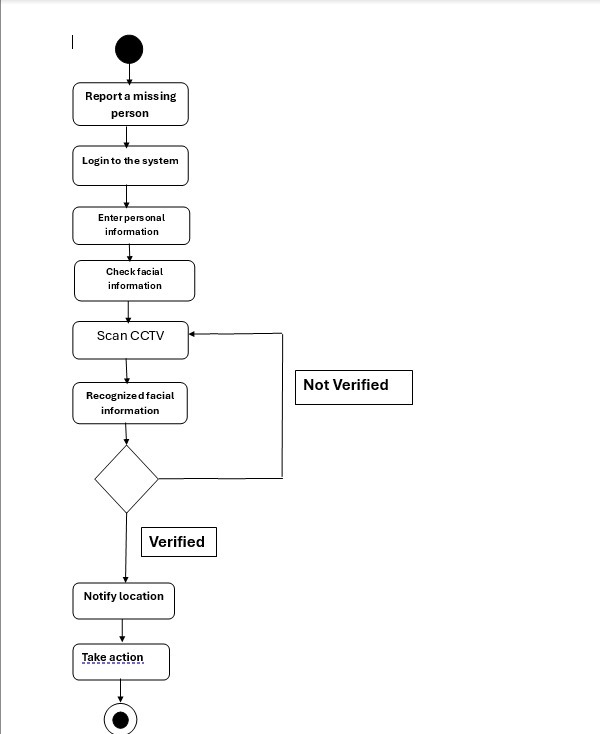 Report a missing
person
Login to the system
Enter personal
information
Check facial
information
Scan CCTV
Recognized facial
information
Not Verified
Verified
Notify location
Take action